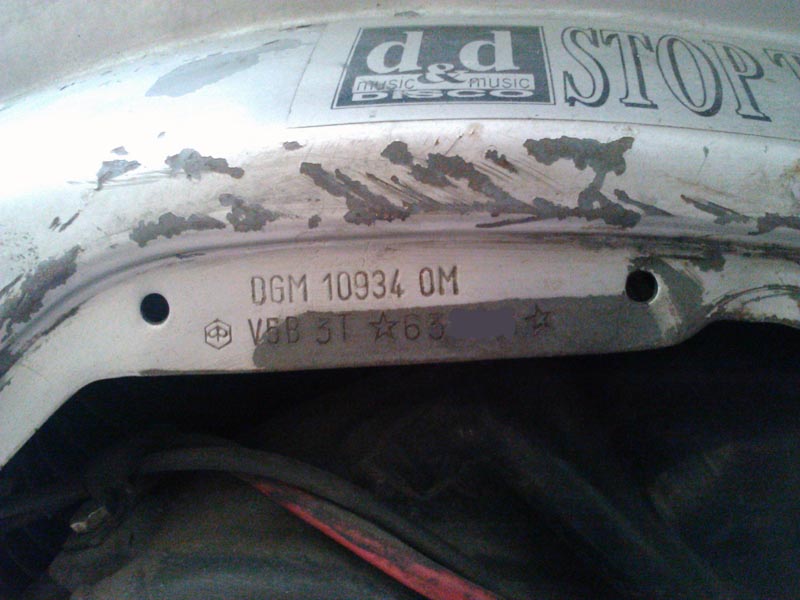 d&d
music music
DISCO
STOP
DGM 10934 OM
V5B 3T ☆63 ☆